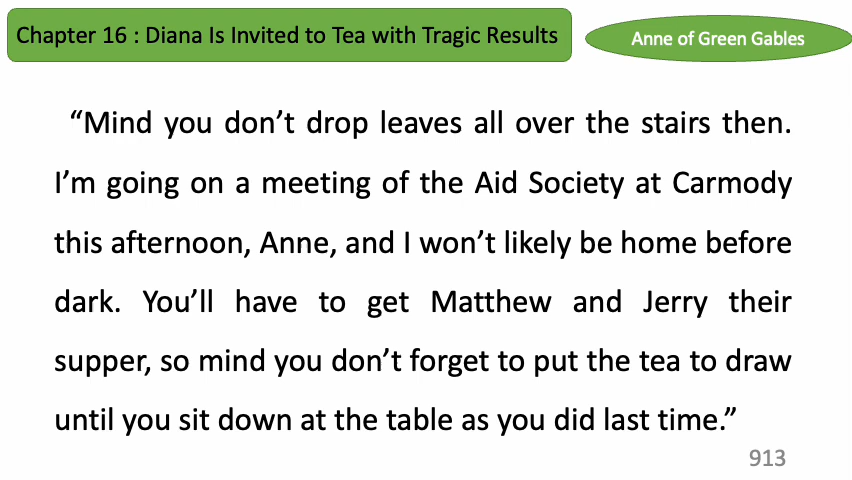 Chapter 16 : Diana Is Invited to Tea with Tragic Results
Anne of Green Gables
“Mind you don’t drop leaves all over the stairs then.
I’m going on a meeting of the Aid Society at Carmody
this afternoon, Anne, and I won’t likely be home before
dark. You’ll have to get Matthew and Jerry their
supper, so mind you don’t forget to put the tea to draw
until you sit down at the table as you did last time.”
913